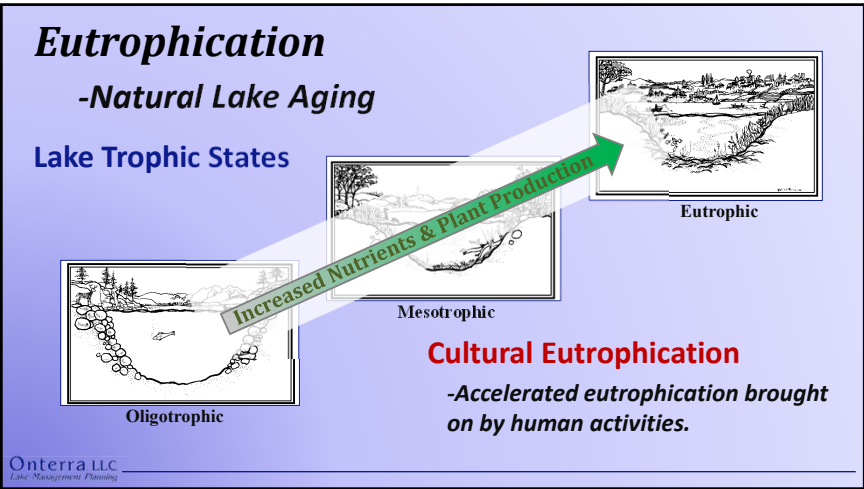 Eutrophication
-Natural Lake Aging
Lake Trophic States
Increased Nutrients & Plant Production
Eutrophic
Mesotrophic
Oligotrophic
Cultural Eutrophication
-Accelerated eutrophication brought
on by human activities.
Onterra LLC
Lake Management Planning